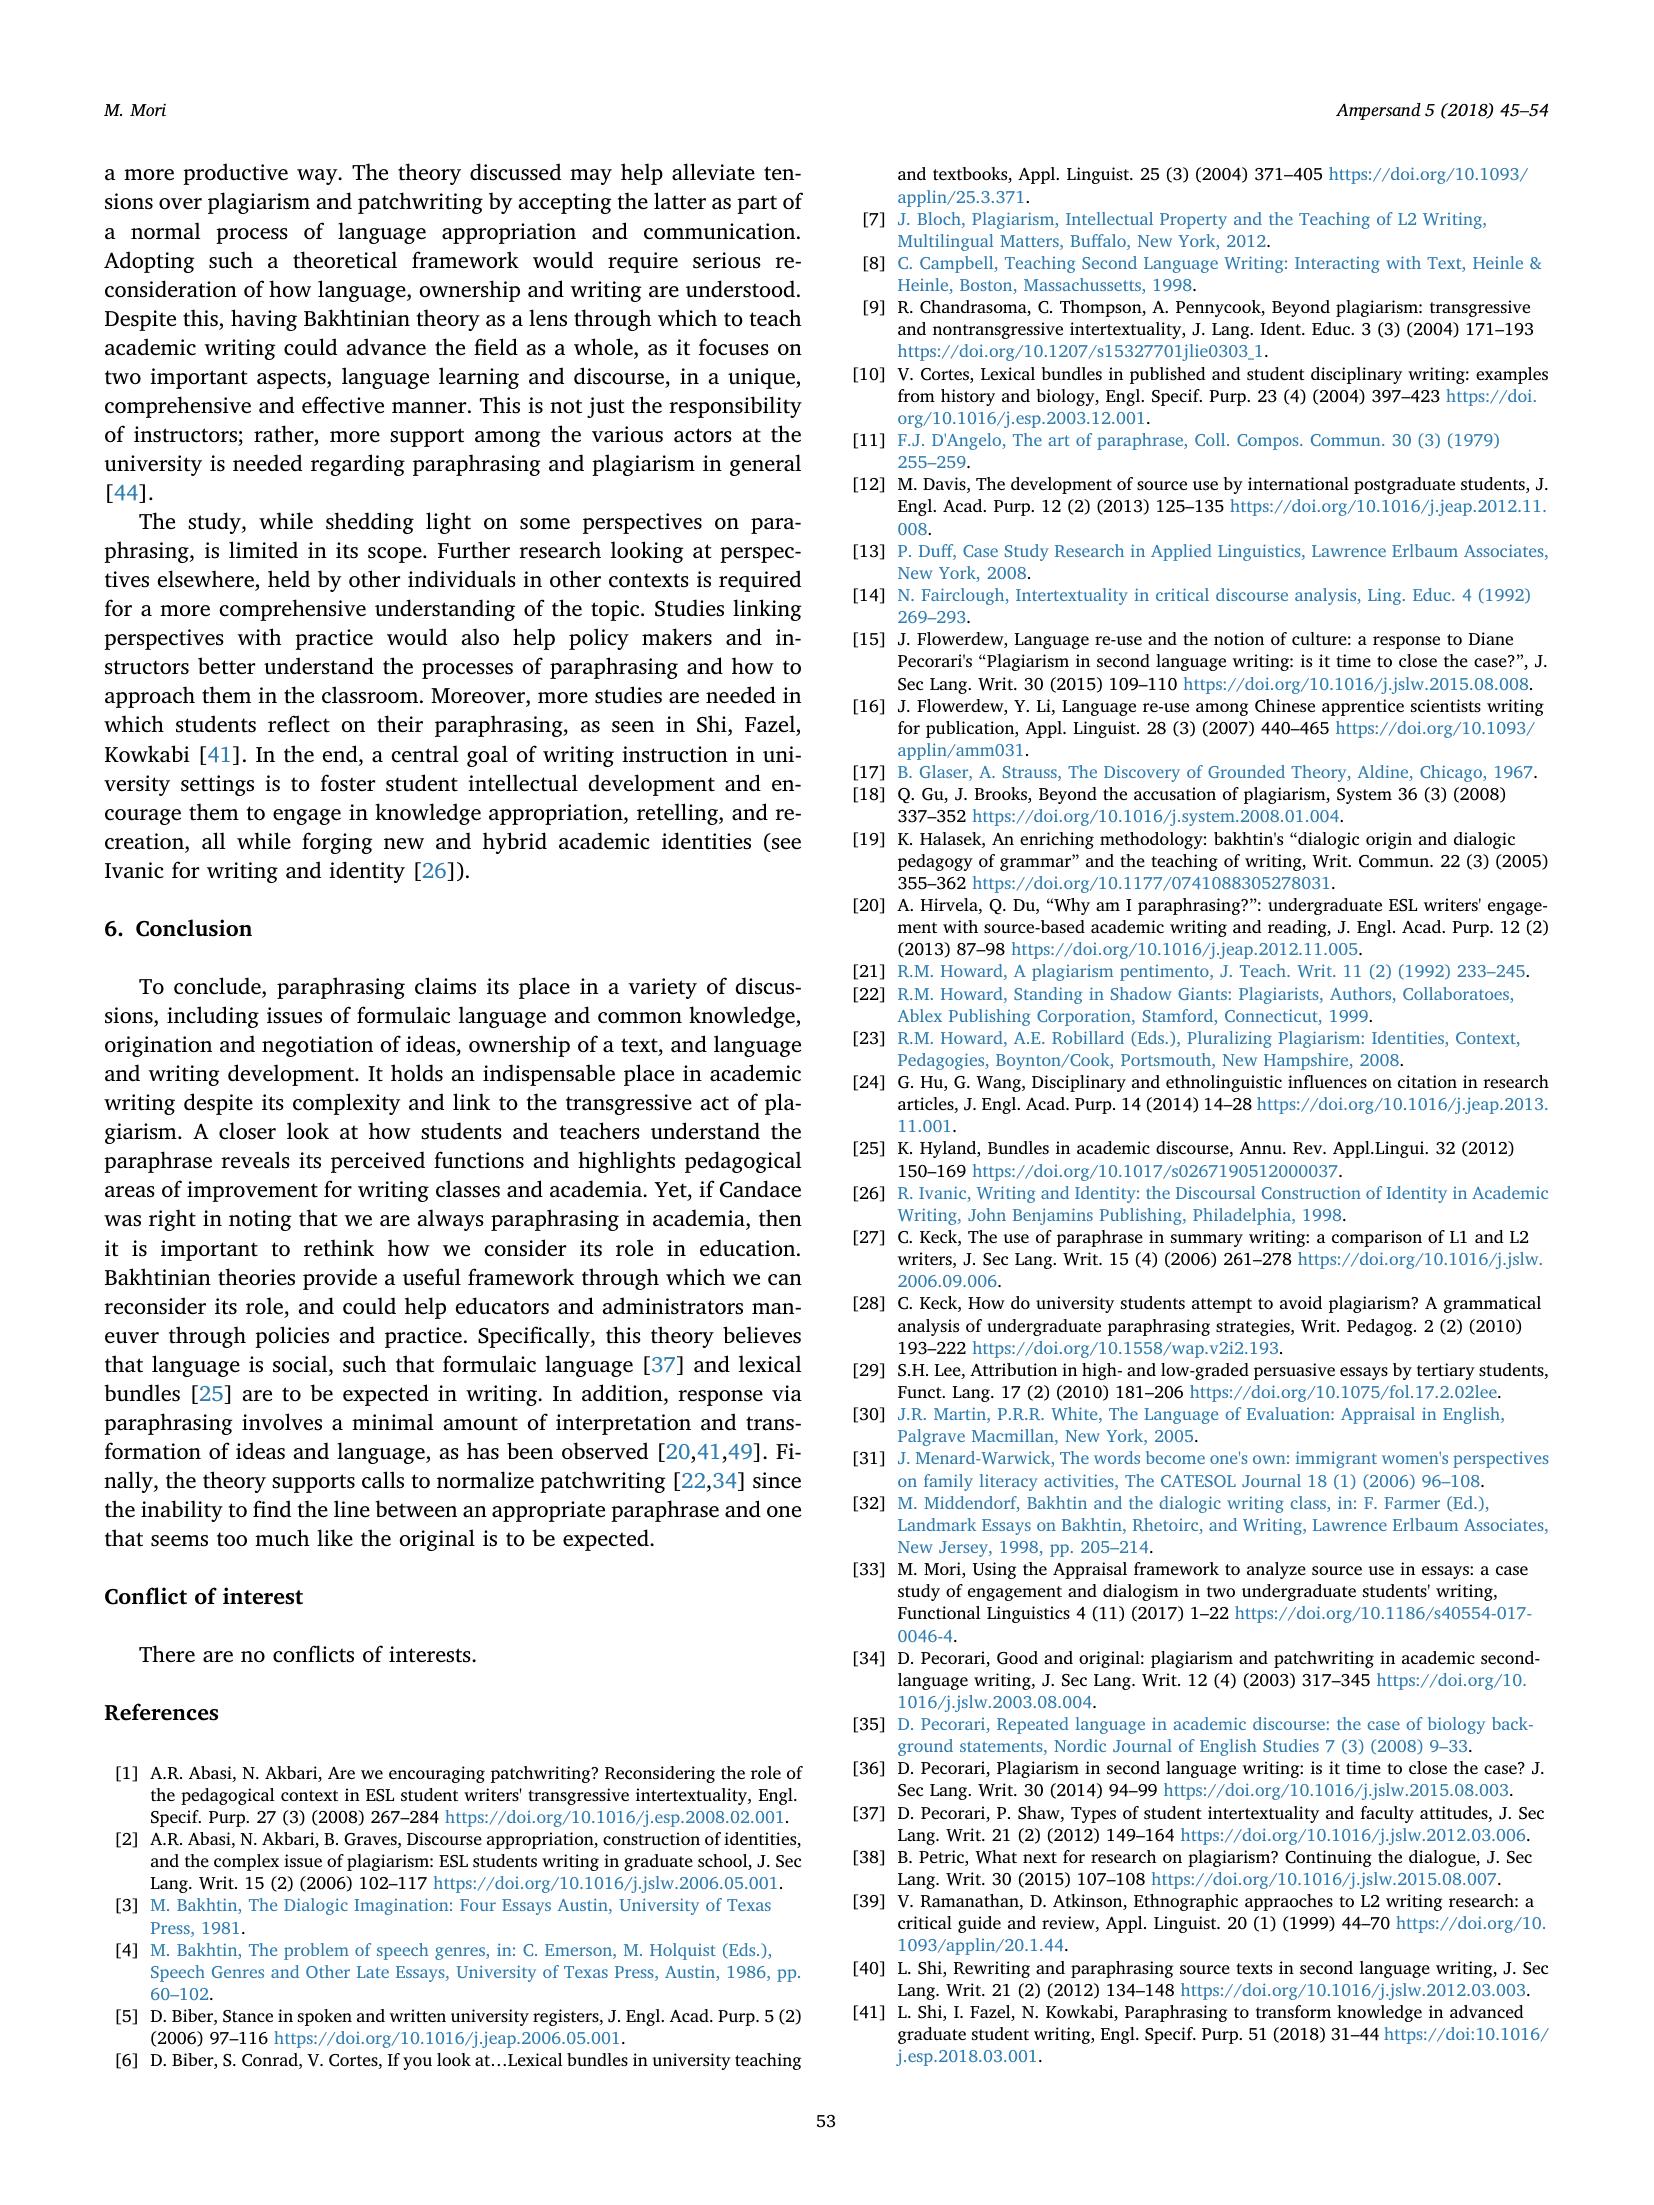 M. Mori
Ampersand 5 (2018) 45–54
a more productive way. The theory discussed may help alleviate ten-
sions over plagiarism and patchwriting by accepting the latter as part of
a normal process of language appropriation and communication.
Adopting such a theoretical framework would require serious re-
consideration of how language, ownership and writing are understood.
Despite this, having Bakhtinian theory as a lens through which to teach
academic writing could advance the field as a whole, as it focuses on
two important aspects, language learning and discourse, in a unique,
comprehensive and effective manner. This is not just the responsibility
of instructors; rather, more support among the various actors at the
university is needed regarding paraphrasing and plagiarism in general
[44].
The study, while shedding light on some perspectives on para-
phrasing, is limited in its scope. Further research looking at perspec-
tives elsewhere, held by other individuals in other contexts is required
for a more comprehensive understanding of the topic. Studies linking
perspectives with practice would also help policy makers and in-
structors better understand the processes of paraphrasing and how to
approach them in the classroom. Moreover, more studies are needed in
which students reflect on their paraphrasing, as seen in Shi, Fazel,
Kowkabi [41]. In the end, a central goal of writing instruction in uni-
versity settings is to foster student intellectual development and en-
courage them to engage in knowledge appropriation, retelling, and re-
creation, all while forging new and hybrid academic identities (see
Ivanic for writing and identity [26]).
6. Conclusion
To conclude, paraphrasing claims its place in a variety of discus-
sions, including issues of formulaic language and common knowledge,
origination and negotiation of ideas, ownership of a text, and language
and writing development. It holds an indispensable place in academic
writing despite its complexity and link to the transgressive act of pla-
giarism. A closer look at how students and teachers understand the
paraphrase reveals its perceived functions and highlights pedagogical
areas of improvement for writing classes and academia. Yet, if Candace
was right in noting that we are always paraphrasing in academia, then
it is important to rethink how we consider its role in education.
Bakhtinian theories provide a useful framework through which we can
reconsider its role, and could help educators and administrators man-
euver through policies and practice. Specifically, this theory believes
that language is social, such that formulaic language [37] and lexical
bundles [25] are to be expected in writing. In addition, response via
paraphrasing involves a minimal amount of interpretation and trans-
formation of ideas and language, as has been observed [20,41,49]. Fi-
nally, the theory supports calls to normalize patchwriting [22,34] since
the inability to find the line between an appropriate paraphrase and one
that seems too much like the original is to be expected.
Conflict of interest
There are no conflicts of interests.
References
[1] A.R. Abasi, N. Akbari, Are we encouraging patchwriting? Reconsidering the role of
the pedagogical context in ESL student writers' transgressive intertextuality, Engl.
Specif. Purp. 27 (3) (2008) 267–284 https://doi.org/10.1016/j.esp.2008.02.001.
[2] A.R. Abasi, N. Akbari, B. Graves, Discourse appropriation, construction of identities,
and the complex issue of plagiarism: ESL students writing in graduate school, J. Sec
Lang. Writ. 15 (2) (2006) 102–117 https://doi.org/10.1016/j.jslw.2006.05.001.
[3] M. Bakhtin, The Dialogic Imagination: Four Essays Austin, University of Texas
Press, 1981.
[4] M. Bakhtin, The problem of speech genres, in: C. Emerson, M. Holquist (Eds.),
Speech Genres and Other Late Essays, University of Texas Press, Austin, 1986, pp.
60–102.
[5] D. Biber, Stance in spoken and written university registers, J. Engl. Acad. Purp. 5 (2)
(2006) 97–116 https://doi.org/10.1016/j.jeap.2006.05.001.
[6] D. Biber, S. Conrad, V. Cortes, If you look at…Lexical bundles in university teaching
and textbooks, Appl. Linguist. 25 (3) (2004) 371–405 https://doi.org/10.1093/
applin/25.3.371.
[7] J. Bloch, Plagiarism, Intellectual Property and the Teaching of L2 Writing,
Multilingual Matters, Buffalo, New York, 2012.
[8] C. Campbell, Teaching Second Language Writing: Interacting with Text, Heinle &
Heinle, Boston, Massachussetts, 1998.
[9] R. Chandrasoma, C. Thompson, A. Pennycook, Beyond plagiarism: transgressive
and nontransgressive intertextuality, J. Lang. Ident. Educ. 3 (3) (2004) 171–193
https://doi.org/10.1207/s15327701jlie0303_1.
[10] V. Cortes, Lexical bundles in published and student disciplinary writing: examples
from history and biology, Engl. Specif. Purp. 23 (4) (2004) 397–423 https://doi.
org/10.1016/j.esp.2003.12.001.
[11] F.J. D'Angelo, The art of paraphrase, Coll. Compos. Commun. 30 (3) (1979)
255–259.
[12] M. Davis, The development of source use by international postgraduate students, J.
Engl. Acad. Purp. 12 (2) (2013) 125–135 https://doi.org/10.1016/j.jeap.2012.11.
008.
[13] P. Duff, Case Study Research in Applied Linguistics, Lawrence Erlbaum Associates,
New York, 2008.
[14] N. Fairclough, Intertextuality in critical discourse analysis, Ling. Educ. 4 (1992)
269–293.
[15] J. Flowerdew, Language re-use and the notion of culture: a response to Diane
Pecorari's “Plagiarism in second language writing: is it time to close the case?”, J.
Sec Lang. Writ. 30 (2015) 109–110 https://doi.org/10.1016/j.jslw.2015.08.008.
[16] J. Flowerdew, Y. Li, Language re-use among Chinese apprentice scientists writing
for publication, Appl. Linguist. 28 (3) (2007) 440–465 https://doi.org/10.1093/
applin/amm031.
[17] B. Glaser, A. Strauss, The Discovery of Grounded Theory, Aldine, Chicago, 1967.
[18] Q. Gu, J. Brooks, Beyond the accusation of plagiarism, System 36 (3) (2008)
337–352 https://doi.org/10.1016/j.system.2008.01.004.
[19] K. Halasek, An enriching methodology: bakhtin's “dialogic origin and dialogic
pedagogy of grammar” and the teaching of writing, Writ. Commun. 22 (3) (2005)
355–362 https://doi.org/10.1177/0741088305278031.
[20] A. Hirvela, Q. Du, “Why am I paraphrasing?”: undergraduate ESL writers' engage-
ment with source-based academic writing and reading, J. Engl. Acad. Purp. 12 (2)
(2013) 87–98 https://doi.org/10.1016/j.jeap.2012.11.005.
[21] R.M. Howard, A plagiarism pentimento, J. Teach. Writ. 11 (2) (1992) 233–245.
[22] R.M. Howard, Standing in Shadow Giants: Plagiarists, Authors, Collaboratoes,
Ablex Publishing Corporation, Stamford, Connecticut, 1999.
[23] R.M. Howard, A.E. Robillard (Eds.), Pluralizing Plagiarism: Identities, Context,
Pedagogies, Boynton/Cook, Portsmouth, New Hampshire, 2008.
[24] G. Hu, G. Wang, Disciplinary and ethnolinguistic influences on citation in research
articles, J. Engl. Acad. Purp. 14 (2014) 14–28 https://doi.org/10.1016/j.jeap.2013.
11.001.
[25] K. Hyland, Bundles in academic discourse, Annu. Rev. Appl.Lingui. 32 (2012)
150–169 https://doi.org/10.1017/s0267190512000037.
[26] R. Ivanic, Writing and Identity: the Discoursal Construction of Identity in Academic
Writing, John Benjamins Publishing, Philadelphia, 1998.
[27] C. Keck, The use of paraphrase in summary writing: a comparison of L1 and L2
writers, J. Sec Lang. Writ. 15 (4) (2006) 261–278 https://doi.org/10.1016/j.jslw.
2006.09.006.
[28] C. Keck, How do university students attempt to avoid plagiarism? A grammatical
analysis of undergraduate paraphrasing strategies, Writ. Pedagog. 2 (2) (2010)
193–222 https://doi.org/10.1558/wap.v2i2.193.
[29] S.H. Lee, Attribution in high- and low-graded persuasive essays by tertiary students,
Funct. Lang. 17 (2) (2010) 181–206 https://doi.org/10.1075/fol.17.2.02lee.
[30] J.R. Martin, P.R.R. White, The Language of Evaluation: Appraisal in English,
Palgrave Macmillan, New York, 2005.
[31] J. Menard-Warwick, The words become one's own: immigrant women's perspectives
on family literacy activities, The CATESOL Journal 18 (1) (2006) 96–108.
[32] M. Middendorf, Bakhtin and the dialogic writing class, in: F. Farmer (Ed.),
Landmark Essays on Bakhtin, Rhetoirc, and Writing, Lawrence Erlbaum Associates,
New Jersey, 1998, pp. 205–214.
[33] M. Mori, Using the Appraisal framework to analyze source use in essays: a case
study of engagement and dialogism in two undergraduate students' writing,
Functional Linguistics 4 (11) (2017) 1–22 https://doi.org/10.1186/s40554-017-
0046-4.
[34] D. Pecorari, Good and original: plagiarism and patchwriting in academic second-
language writing, J. Sec Lang. Writ. 12 (4) (2003) 317–345 https://doi.org/10.
1016/j.jslw.2003.08.004.
[35] D. Pecorari, Repeated language in academic discourse: the case of biology back-
ground statements, Nordic Journal of English Studies 7 (3) (2008) 9–33.
[36] D. Pecorari, Plagiarism in second language writing: is it time to close the case? J.
Sec Lang. Writ. 30 (2014) 94–99 https://doi.org/10.1016/j.jslw.2015.08.003.
[37] D. Pecorari, P. Shaw, Types of student intertextuality and faculty attitudes, J. Sec
Lang. Writ. 21 (2) (2012) 149–164 https://doi.org/10.1016/j.jslw.2012.03.006.
[38] B. Petric, What next for research on plagiarism? Continuing the dialogue, J. Sec
Lang. Writ. 30 (2015) 107–108 https://doi.org/10.1016/j.jslw.2015.08.007.
[39] V. Ramanathan, D. Atkinson, Ethnographic appraoches to L2 writing research: a
critical guide and review, Appl. Linguist. 20 (1) (1999) 44–70 https://doi.org/10.
1093/applin/20.1.44.
[40] L. Shi, Rewriting and paraphrasing source texts in second language writing, J. Sec
Lang. Writ. 21 (2) (2012) 134–148 https://doi.org/10.1016/j.jslw.2012.03.003.
[41] L. Shi, I. Fazel, N. Kowkabi, Paraphrasing to transform knowledge in advanced
graduate student writing, Engl. Specif. Purp. 51 (2018) 31–44 https://doi:10.1016/
j.esp.2018.03.001.
53